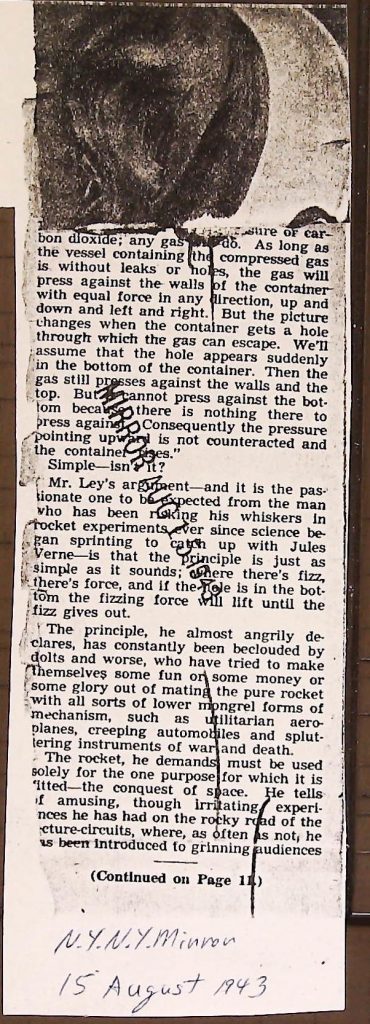 sure of car-
bon dioxide; any gas do. As long as
the vessel containing the compressed gas
is without leaks or holes, the gas will
press against the walls of the container
with equal force in any direction, up and
down and left and right. But the picture
changes when the container gets a hole
through which the gas can escape. We'll
assume that the hole appears suddenly
in the bottom of the container. Then the
gas still presses against the walls and the
top. But cannot press against the bot-
tom because there is nothing there to
press against. Consequently the pressure
pointing up is not counteracted and
the container rises."
Simple—isn't it?
Mr. Ley's argument—and it is the pas-
sionate one to be expected from the man
who has been risking his whiskers in
rocket experiments ever since science be-
gan sprinting to catch up with Jules
Verne—is that the principle is just as
simple as it sounds; where there's fizz,
there's force, and if the hole is in the bot-
tom the fizzing force will lift until the
fizz gives out.
The principle, he almost angrily de-
clares, has constantly been beclouded by
dolts and worse, who have tried to make
themselves some fun or some money or
some glory out of mating the pure rocket
with all sorts of lower mongrel forms of
mechanism, such as utilitarian aero-
planes, creeping automobiles and splut-
tering instruments of war and death.
The rocket, he demands, must be used
solely for the one purpose for which it is
fitted—the conquest of space. He tells
of amusing, though irritating, experi-
ences he has had on the rocky road of the
cture-circuits, where, as often as not, he
has been introduced to grinning audiences
(Continued on Page 11.)
MIRROR AUG 15 1943
N.Y. N.Y. Mirror
15 August 1943